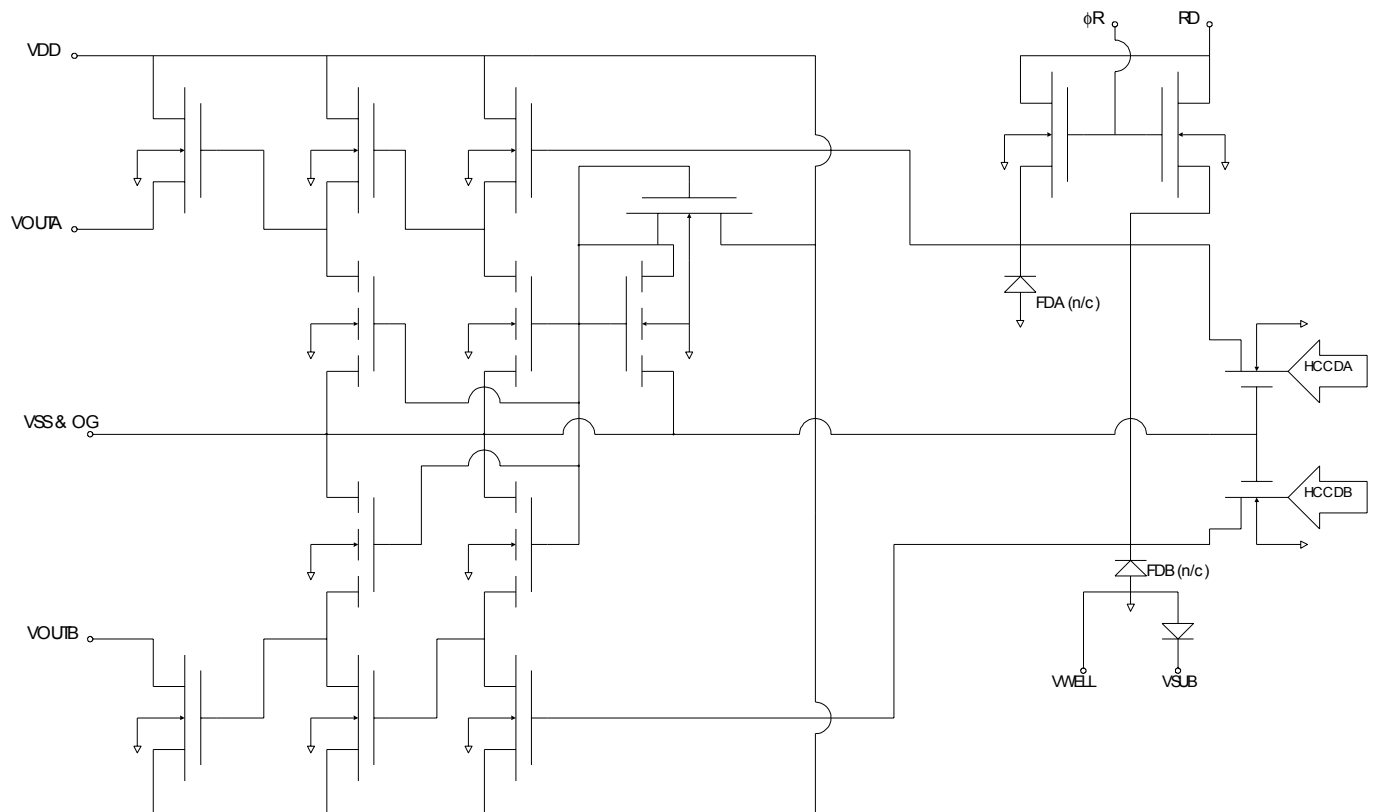 ϕR
RD
VDD
VOUTA
FDA (n/c)
HCCDA
VSS & OG
HCCDB
FDB (n/c)
VOUTB
VWELL
VSUB